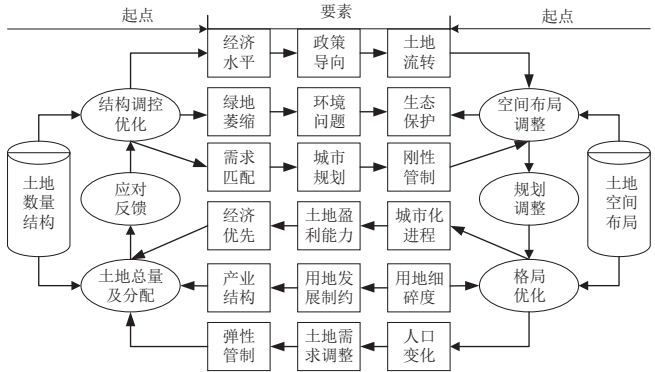 起点
要素
起点
经济
水平
政策
导向
土地
流转
结构调控
优化
绿地
萎缩
环境
问题
生态
保护
空间布局
调整
需求
匹配
城市
规划
刚性
管制
土地
数量
结构
应对
反馈
规划
调整
土地
空间
布局
经济
优先
土地盈
利能力
城市化
进程
土地总量
及分配
产业
结构
用地发
展制约
用地细
碎度
格局
优化
弹性
管制
土地需
求调整
人口
变化